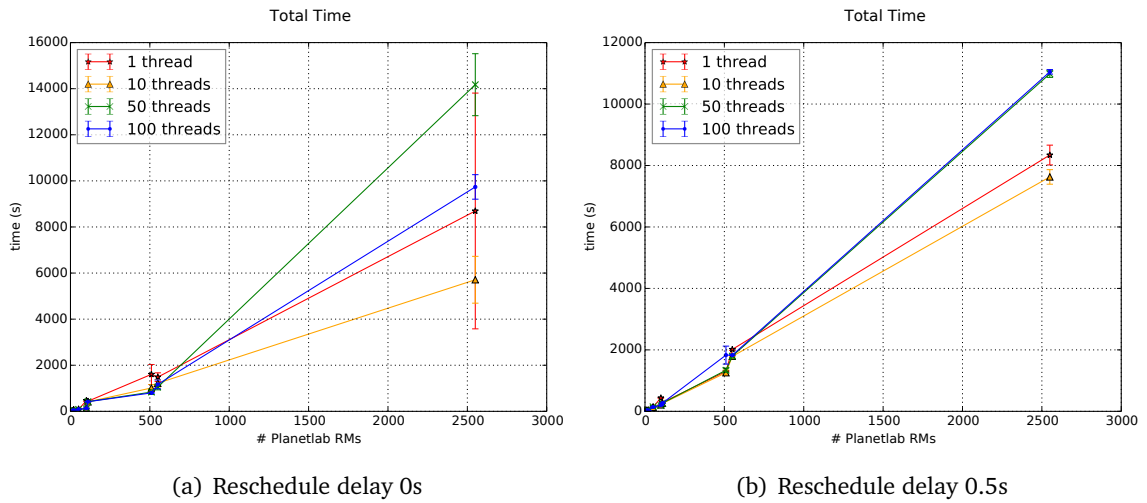 Total Time
16000
14000
12000
10000
8000
6000
4000
2000
0
time (s)
1 thread
10 threads
50 threads
100 threads
0 500 1000 1500 2000 2500 3000
# Planetlab RMs
(a) Reschedule delay 0s
Total Time
12000
10000
8000
6000
4000
2000
0
time (s)
1 thread
10 threads
50 threads
100 threads
0 500 1000 1500 2000 2500 3000
# Planetlab RMs
(b) Reschedule delay 0.5s